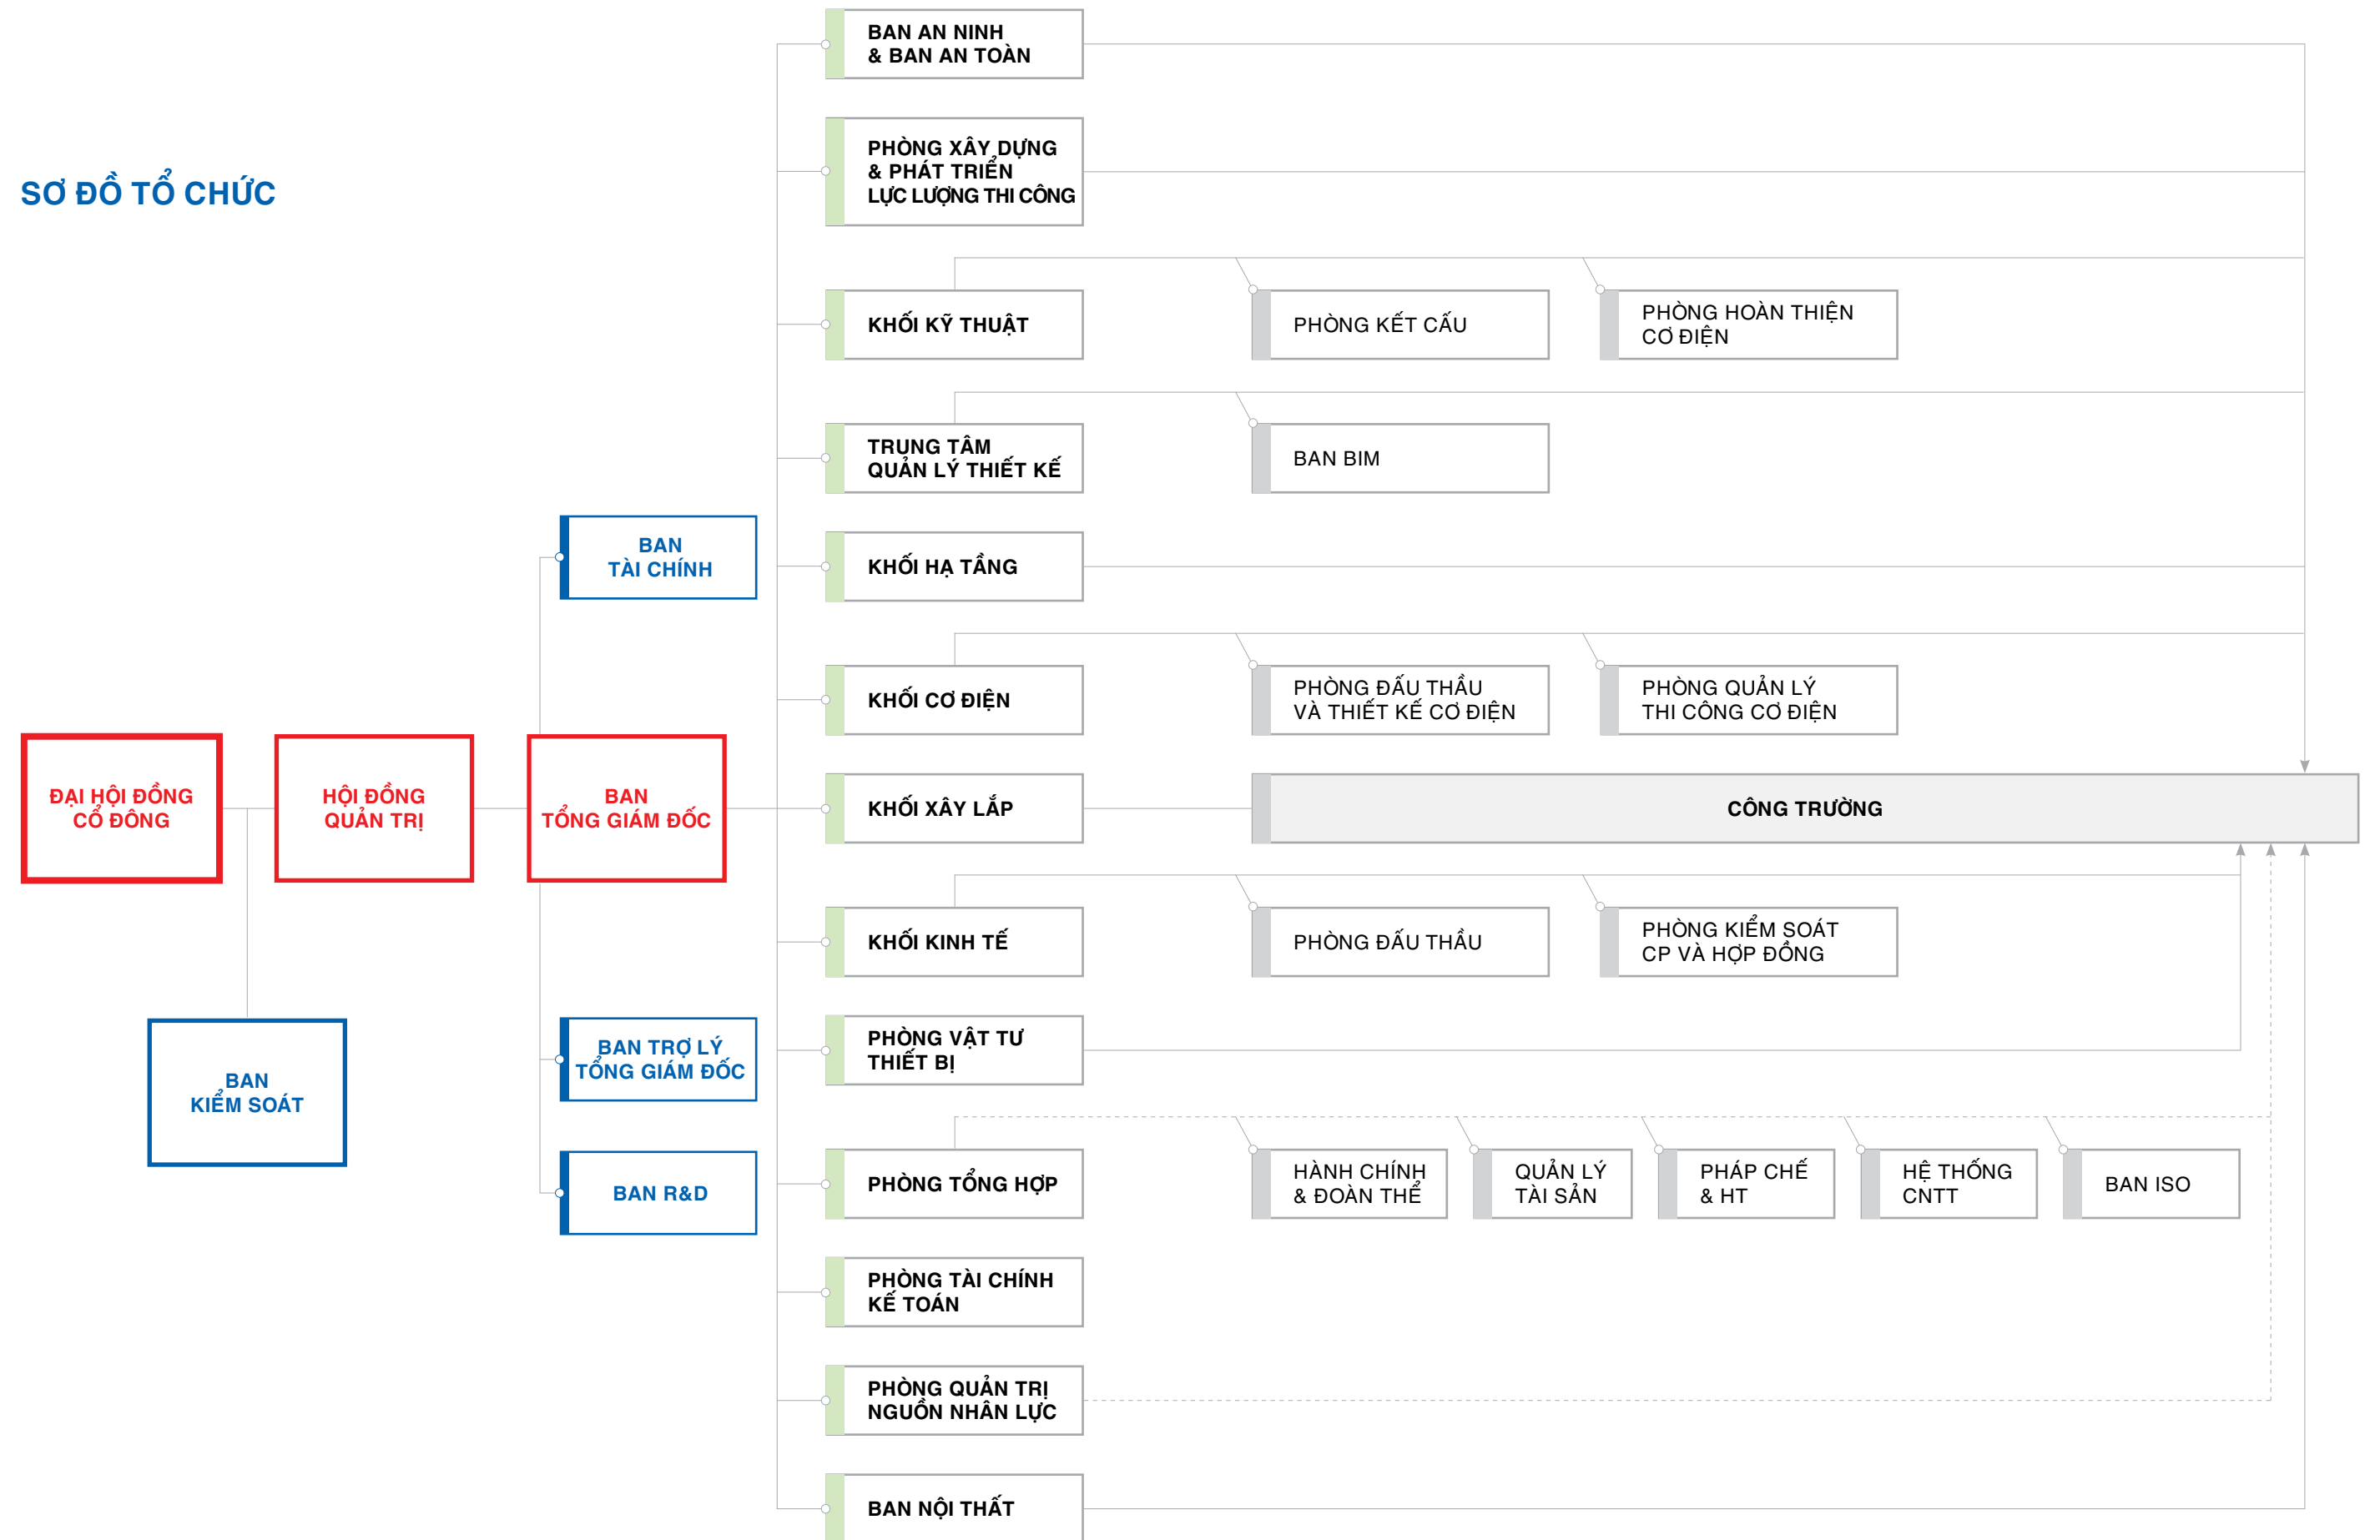 SƠ ĐỒ TỔ CHỨC
ĐẠI HỘI ĐỒNG
CỔ ĐÔNG
HỘI ĐỒNG
QUẢN TRỊ
BAN
KIỂM SOÁT
BAN
TỔNG GIÁM ĐỐC
BAN
TÀI CHÍNH
BAN TRỢ LÝ
TỔNG GIÁM ĐỐC
BAN R&D
BAN AN NINH
& BAN AN TOÀN
PHÒNG XÂY DỰNG
& PHÁT TRIỂN
LỰC LƯỢNG THI CÔNG
KHỐI KỸ THUẬT
PHÒNG KẾT CẤU
PHÒNG HOÀN THIỆN
CƠ ĐIỆN
TRUNG TÂM
QUẢN LÝ THIẾT KẾ
BAN BIM
KHỐI HẠ TẦNG
KHỐI CƠ ĐIỆN
PHÒNG ĐẤU THẦU
VÀ THIẾT KẾ CƠ ĐIỆN
PHÒNG QUẢN LÝ
THI CÔNG CƠ ĐIỆN
KHỐI XÂY LẮP
CÔNG TRƯỜNG
KHỐI KINH TẾ
PHÒNG ĐẤU THẦU
PHÒNG KIỂM SOÁT
CP VÀ HỢP ĐỒNG
PHÒNG VẬT TƯ
THIẾT BỊ
PHÒNG TỔNG HỢP
HÀNH CHÍNH
& ĐOÀN THỂ
QUẢN LÝ
TÀI SẢN
PHÁP CHẾ
& HT
HỆ THỐNG
CNTT
BAN ISO
PHÒNG TÀI CHÍNH
KẾ TOÁN
PHÒNG QUẢN TRỊ
NGUỒN NHÂN LỰC
BAN NỘI THẤT